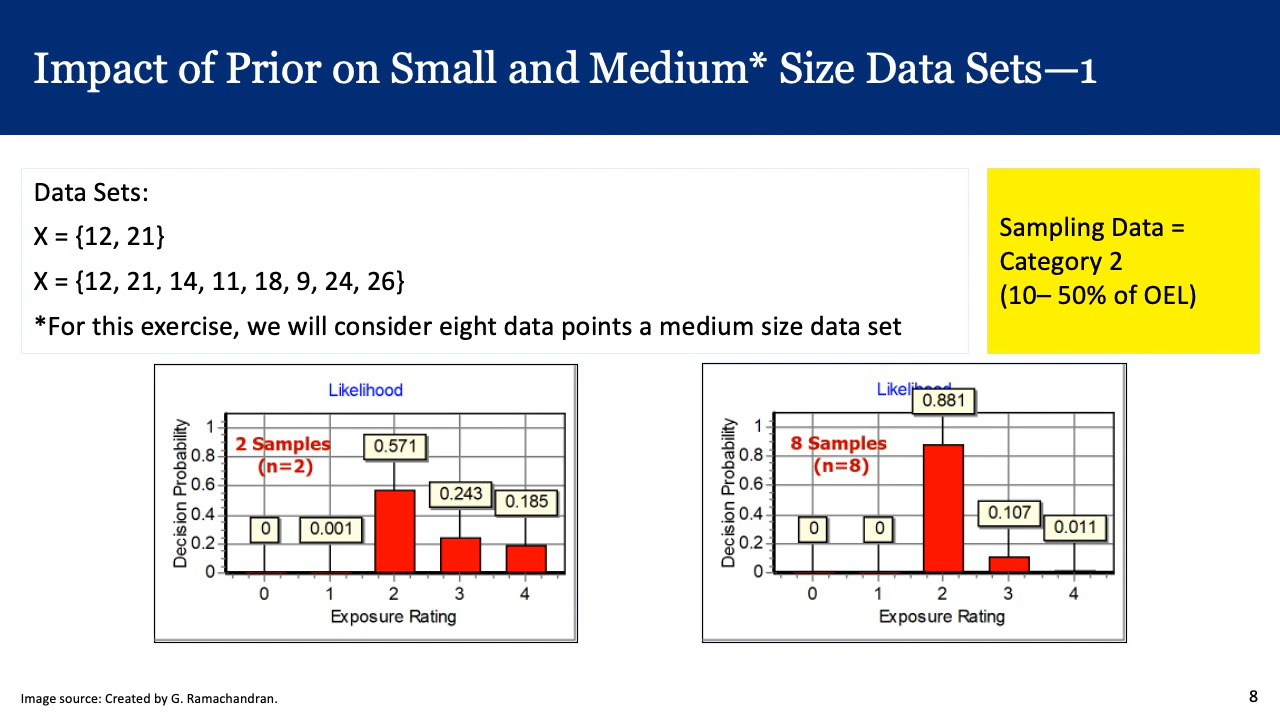 Impact of Prior on Small and Medium* Size Data Sets—1
Data Sets:
X = {12, 21}
X = {12, 21, 14, 11, 18, 9, 24, 26}
*For this exercise, we will consider eight data points a medium size data set
Sampling Data =
Category 2
(10– 50% of OEL)
Likelihood
Decision Probability
1
0.8
0.6
0.4
0.2
0
2 Samples
(n=2)
0
0.001
0.571
0.243
0.185
0 1 2 3 4
Exposure Rating
Likelihood
Decision Probability
1
0.8
0.6
0.4
0.2
0
8 Samples
(n=8)
0
0
0.881
0.107
0.011
0 1 2 3 4
Exposure Rating
Image source: Created by G. Ramachandran.
8